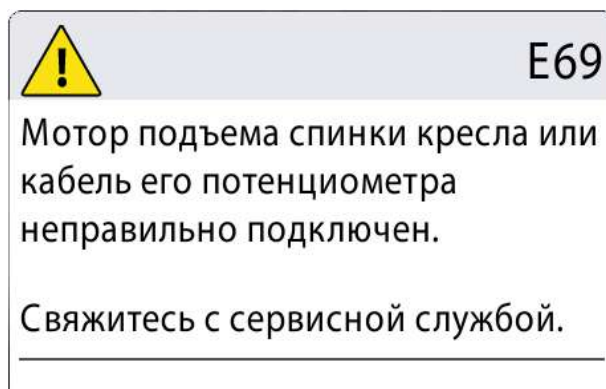 E69
Мотор подъема спинки кресла или
кабель его потенциометра
неправильно подключен.
Свяжитесь с сервисной службой.